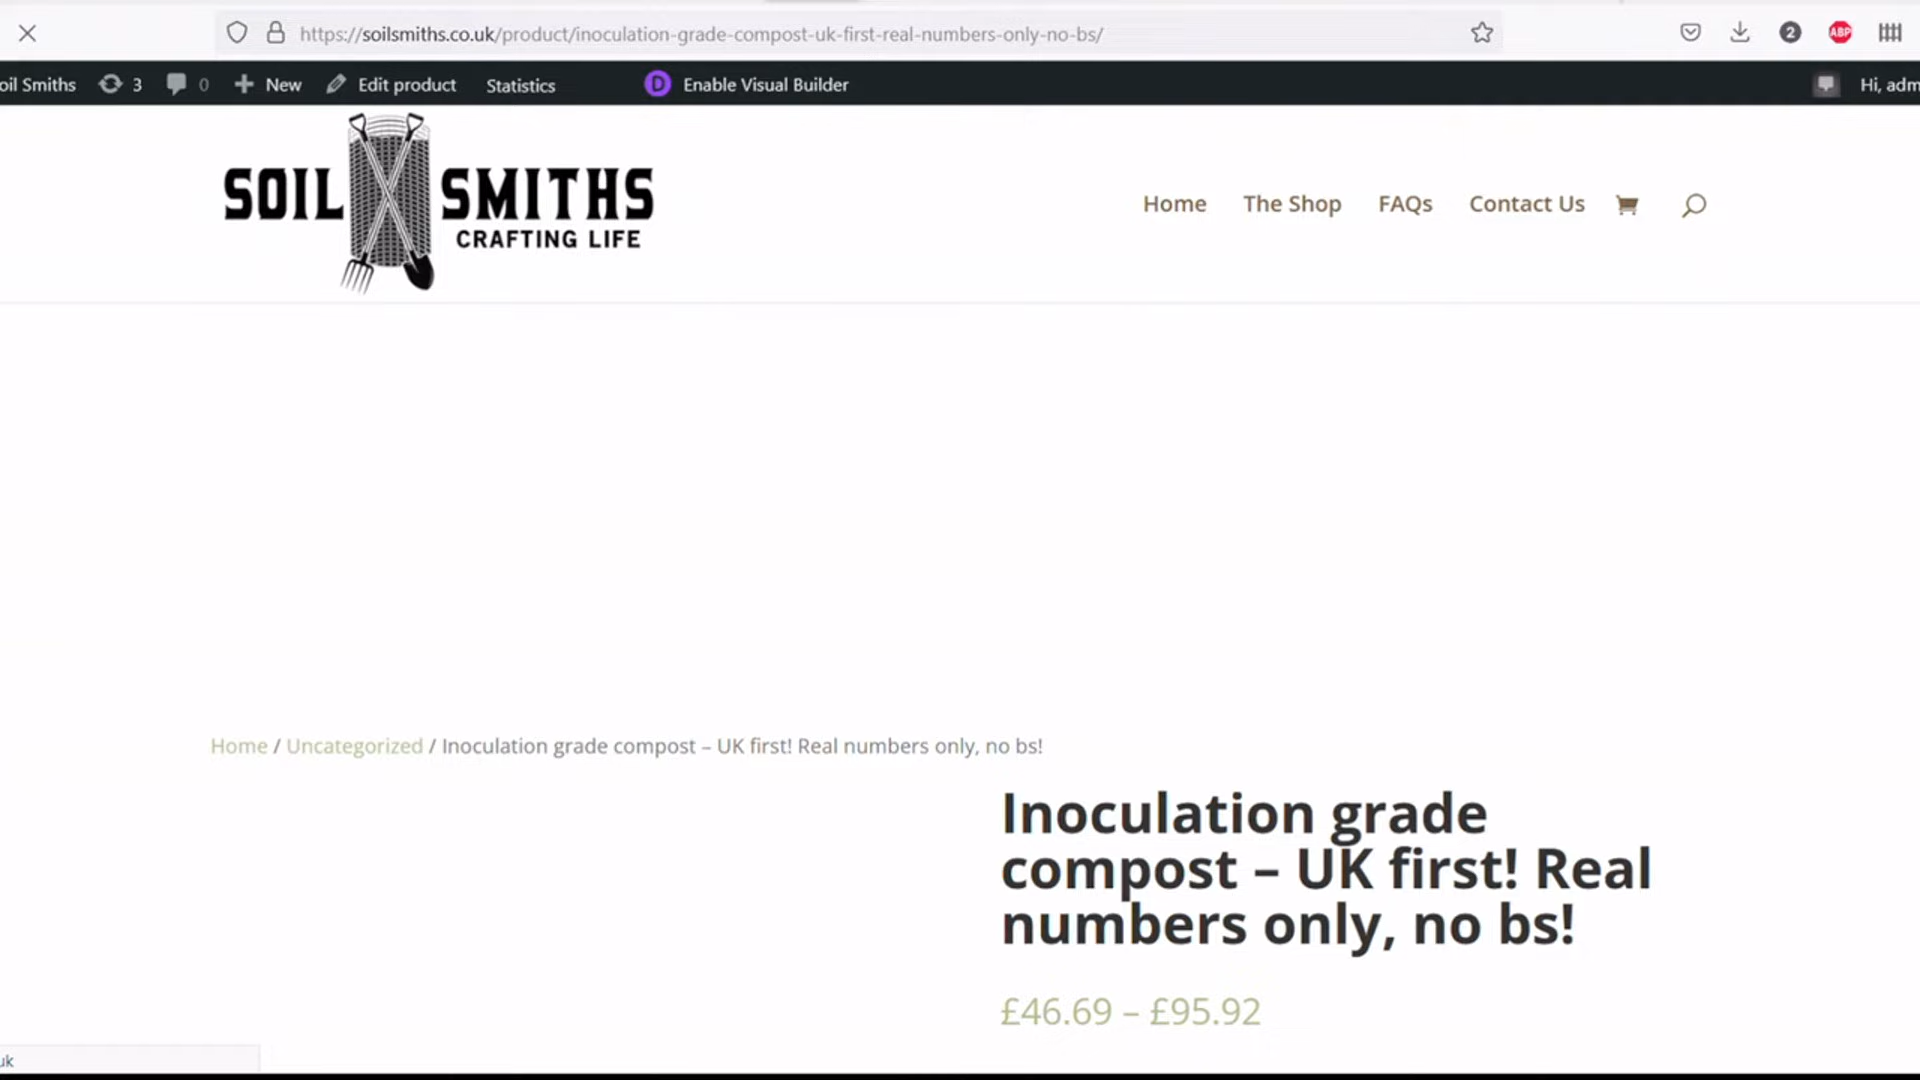 https://soilsmiths.co.uk/product/inoculation-grade-compost-uk-first-real-numbers-only-no-bs/
2
ABP
oil Smiths 3 0 New Edit product Statistics D Enable Visual Builder Hi, adm
SOIL SMITHS
CRAFTING LIFE
Home The Shop FAQs Contact Us
Home / Uncategorized / Inoculation grade compost – UK first! Real numbers only, no bs!
Inoculation grade
compost – UK first! Real
numbers only, no bs!
£46.69 – £95.92
uk